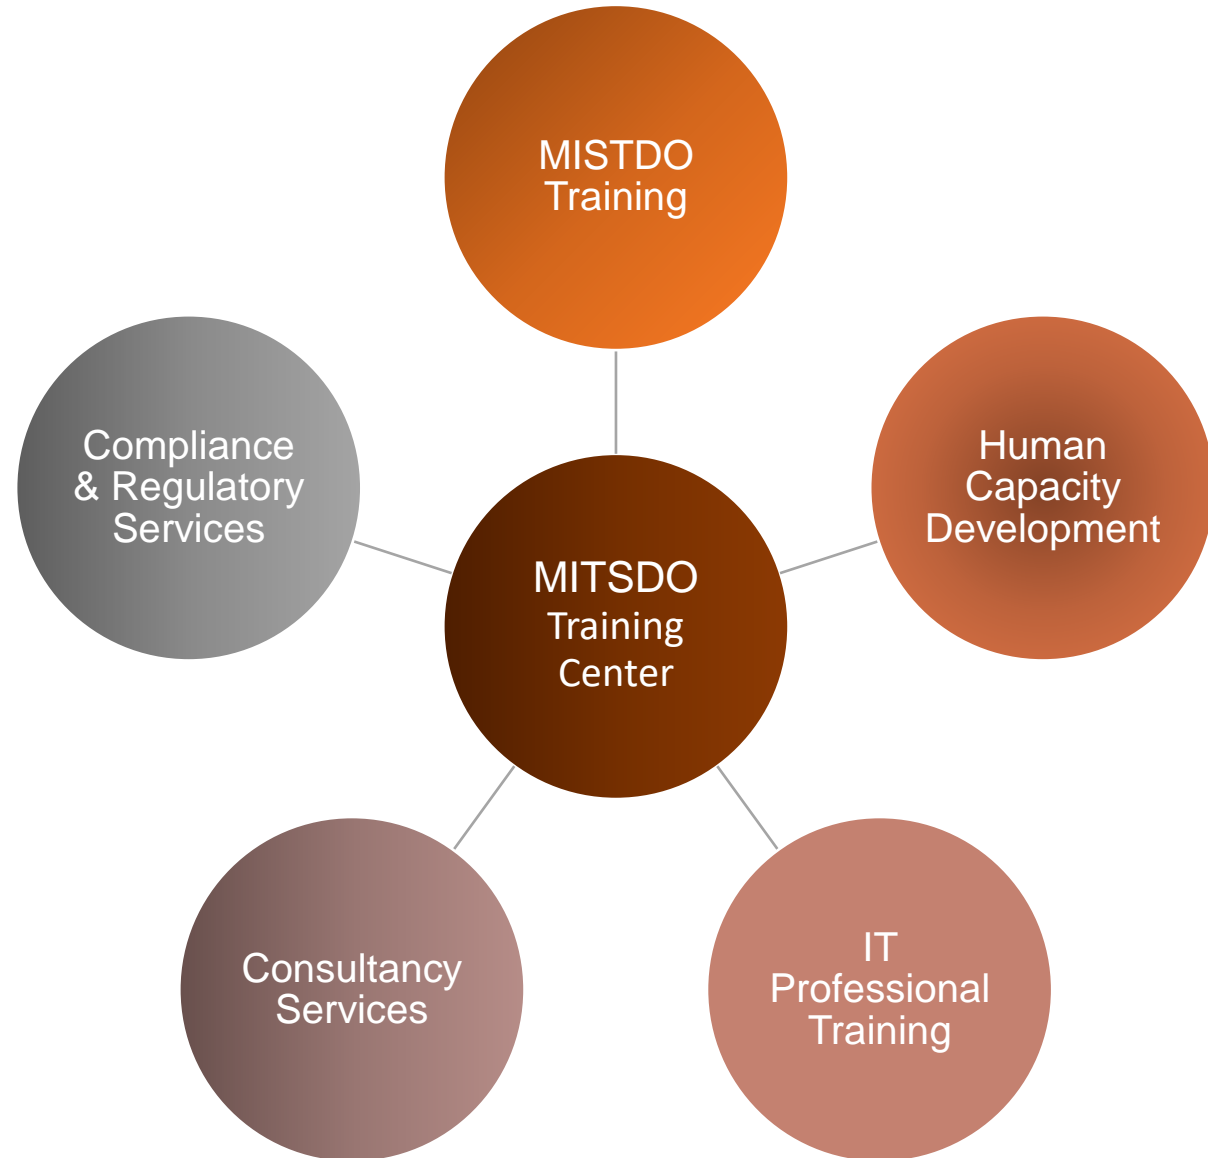 MISTDO
Training
Compliance
& Regulatory
Services
Human
Capacity
Development
MITSDO
Training
Center
Consultancy
Services
IT
Professional
Training